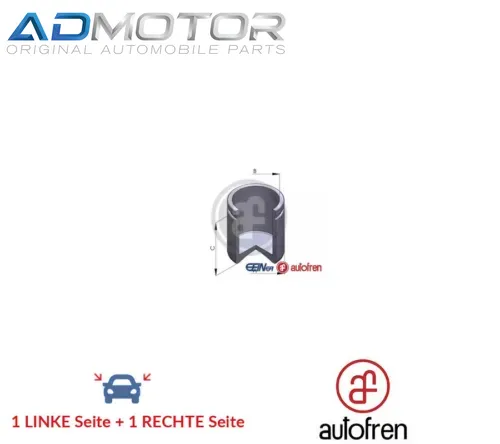 ADMOTOR
ORIGINAL AUTOMOBILE PARTS
B
C
autofren
1 LINKE Seite + 1 RECHTE Seite
autofren